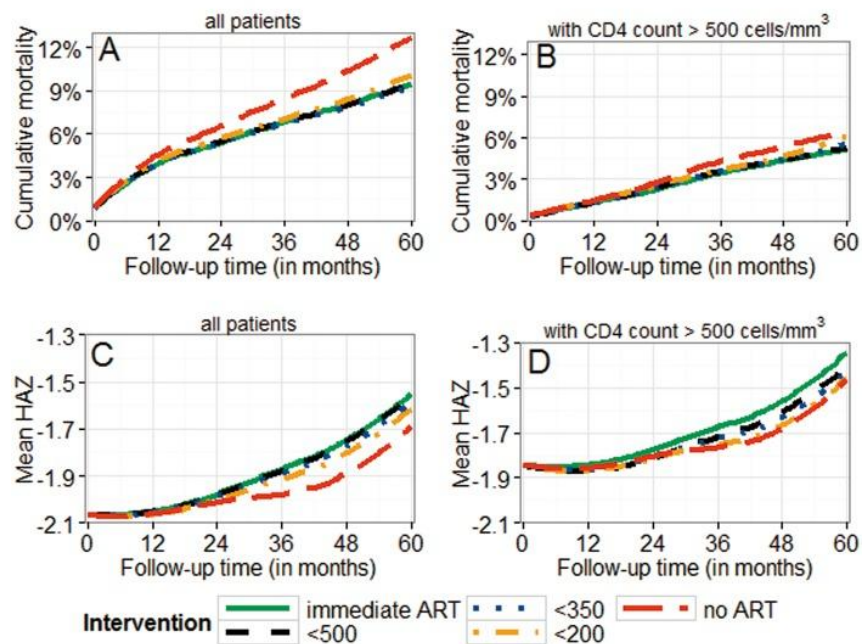 all patients
A
Cumulative mortality
12%
9%
6%
3%
0%
0 12 24 36 48 60
Follow-up time (in months)
with CD4 count > 500 cells/mm³
B
Cumulative mortality
12%
9%
6%
3%
0%
0 12 24 36 48 60
Follow-up time (in months)
all patients
C
Mean HAZ
-1.3
-1.5
-1.7
-1.9
-2.1
0 12 24 36 48 60
Follow-up time (in months)
with CD4 count > 500 cells/mm³
D
Mean HAZ
-1.3
-1.5
-1.7
-1.9
-2.1
0 12 24 36 48 60
Follow-up time (in months)
Intervention
immediate ART <350 no ART
<500 <200